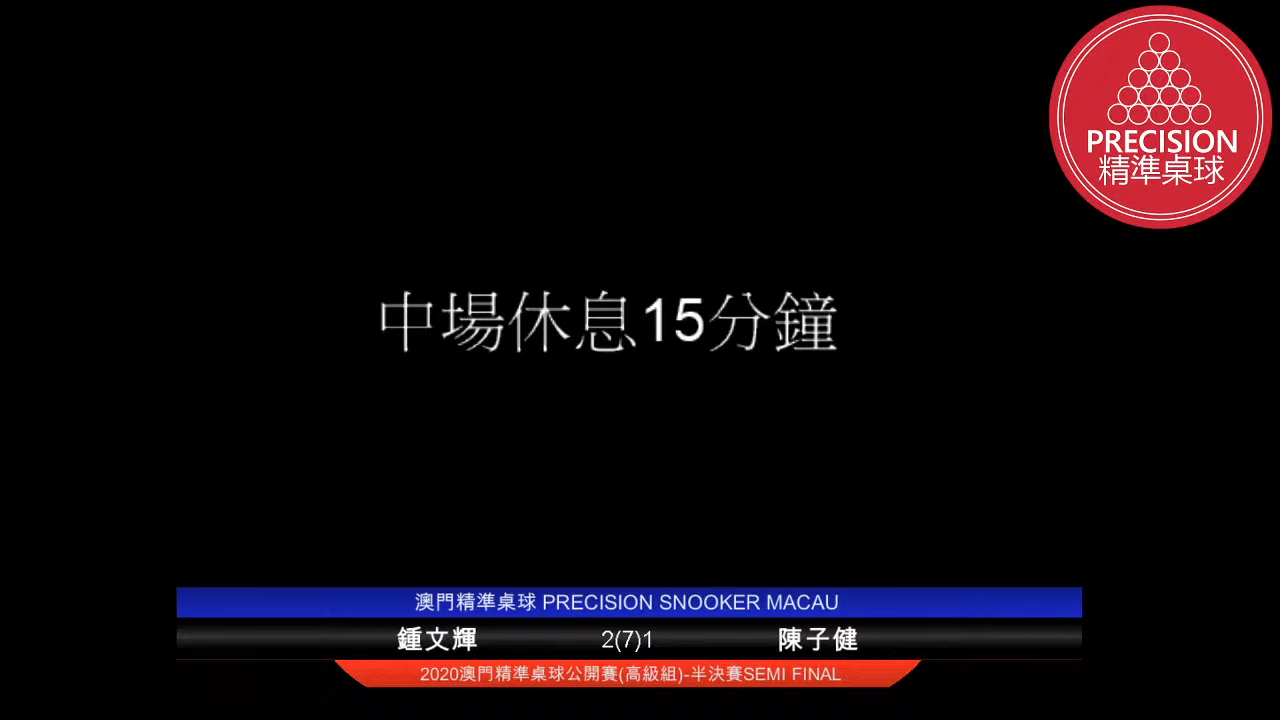 PRECISION
精準桌球
中場休息15分鐘
澳門精準桌球 PRECISION SNOOKER MACAU
鍾文輝 2(7)1 陳子健
2020澳門精準桌球公開賽(高級組)-半決賽SEMI FINAL